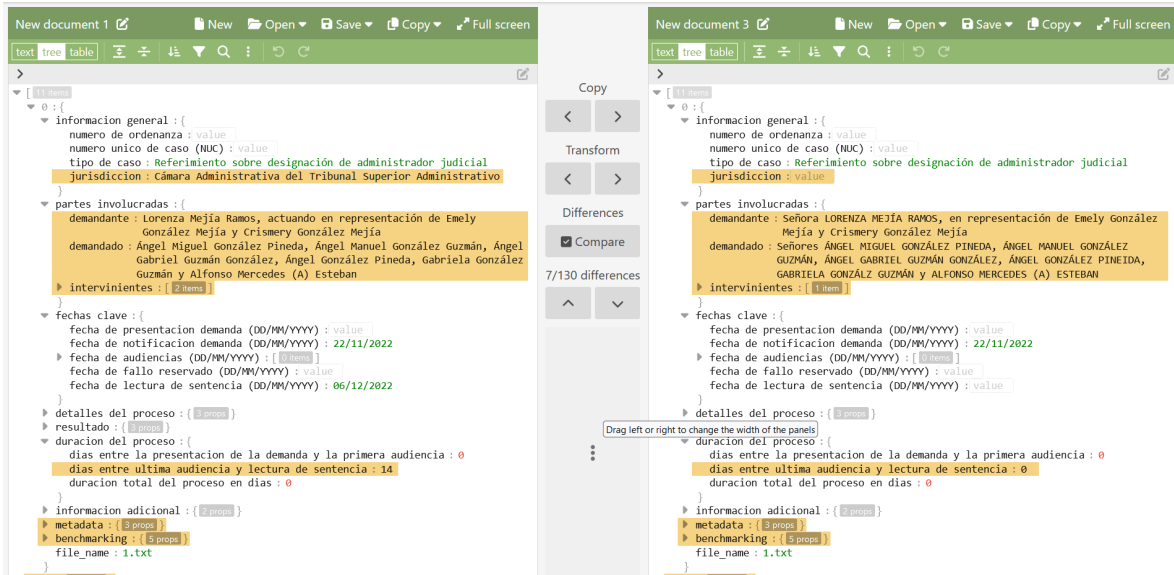 New document 1 New Open Save Copy Full screen
text tree table
[ 11 items
0 : {
informacion general : {
numero de ordenanza : value
numero unico de caso (NUC) : value
tipo de caso : Referimiento sobre designación de administrador judicial
jurisdiccion : Cámara Administrativa del Tribunal Superior Administrativo
}
partes involucradas : {
demandante : Lorenza Mejía Ramos, actuando en representación de Emely
González Mejía y Crismery González Mejía
demandado : Ángel Miguel González Pineda, Ángel Manuel González Guzmán, Ángel
Gabriel Guzmán González, Ángel González Pineda, Gabriela González
Guzmán y Alfonso Mercedes (A) Esteban
intervinientes : [ 2 items ]
}
fechas clave : {
fecha de presentacion demanda (DD/MM/YYYY) : value
fecha de notificacion demanda (DD/MM/YYYY) : 22/11/2022
fecha de audiencias (DD/MM/YYYY) : [ 0 items ]
fecha de fallo reservado (DD/MM/YYYY) : value
fecha de lectura de sentencia (DD/MM/YYYY) : 06/12/2022
}
detalles del proceso : { 3 props }
resultado : { 3 props }
duracion del proceso : {
dias entre la presentacion de la demanda y la primera audiencia : 0
dias entre ultima audiencia y lectura de sentencia : 14
duracion total del proceso en dias : 0
}
informacion adicional : { 2 props }
metadata : { 3 props }
benchmarking : { 5 props }
file_name : 1.txt
}
Copy
Transform
Differences
Compare
7/130 differences
Drag left or right to change the width of the panels
New document 3 New Open Save Copy Full screen
text tree table
[ 11 items
0 : {
informacion general : {
numero de ordenanza : value
numero unico de caso (NUC) : value
tipo de caso : Referimiento sobre designación de administrador judicial
jurisdiccion : value
}
partes involucradas : {
demandante : Señora LORENZA MEJÍA RAMOS, en representación de Emely González
Mejía y Crismery González Mejía
demandado : Señores ÁNGEL MIGUEL GONZÁLEZ PINEDA, ÁNGEL MANUEL GONZÁLEZ
GUZMÁN, ÁNGEL GABRIEL GUZMÁN GONZÁLEZ, ÁNGEL GONZÁLEZ PINEIDA,
GABRIELA GONZÁLZ GUZMÁN y ALFONSO MERCEDES (A) ESTEBAN
intervinientes : [ 1 item ]
}
fechas clave : {
fecha de presentacion demanda (DD/MM/YYYY) : value
fecha de notificacion demanda (DD/MM/YYYY) : 22/11/2022
fecha de audiencias (DD/MM/YYYY) : [ 0 items ]
fecha de fallo reservado (DD/MM/YYYY) : value
fecha de lectura de sentencia (DD/MM/YYYY) : value
}
detalles del proceso : { 3 props }
duracion del proceso : {
dias entre la presentacion de la demanda y la primera audiencia : 0
dias entre ultima audiencia y lectura de sentencia : 0
duracion total del proceso en dias : 0
}
informacion adicional : { 2 props }
metadata : { 3 props }
benchmarking : { 5 props }
file_name : 1.txt
}